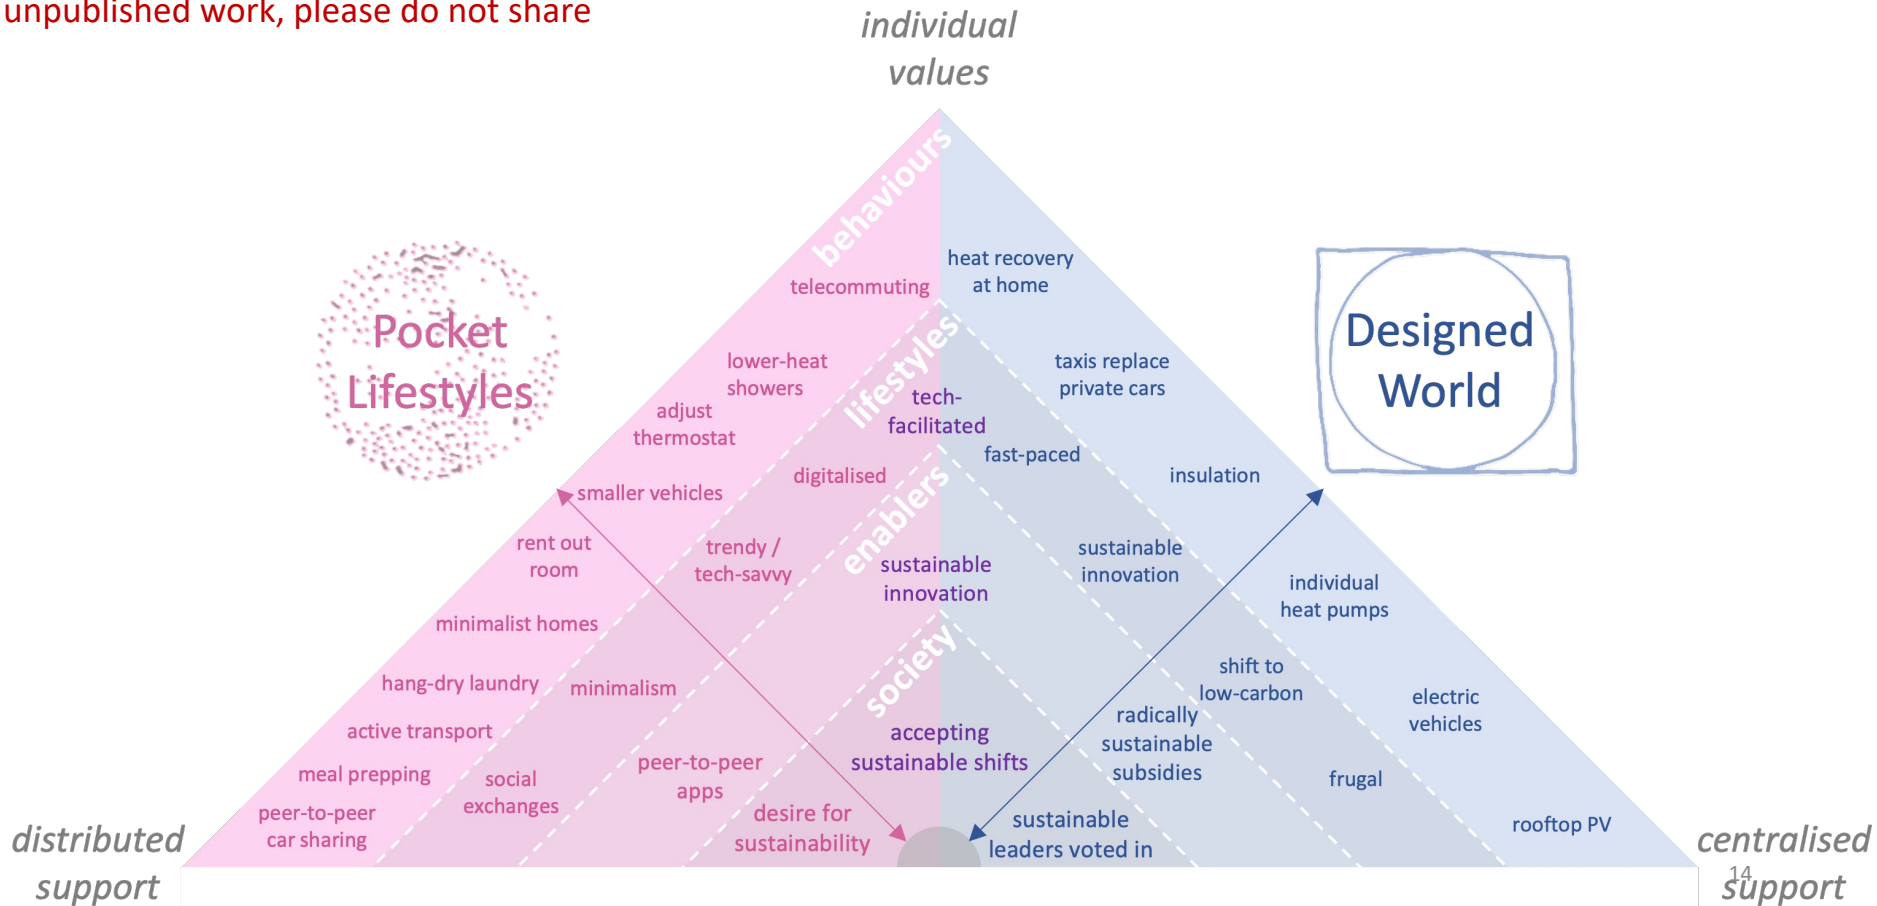 unpublished work, please do not share
individual
values
behaviours
telecommuting
heat recovery
at home
Pocket
Lifestyles
Designed
World
lifestyles
lower-heat
showers
taxis replace
private cars
tech-
facilitated
adjust
thermostat
fast-paced
digitalised
insulation
enablers
smaller vehicles
rent out
room
trendy /
tech-savvy
sustainable
innovation
sustainable
innovation
individual
heat pumps
minimalist homes
society
hang-dry laundry
minimalism
shift to
low-carbon
electric
vehicles
active transport
accepting
sustainable shifts
radically
sustainable
subsidies
meal prepping
social
exchanges
peer-to-peer
apps
frugal
peer-to-peer
car sharing
desire for
sustainability
sustainable
leaders voted in
rooftop PV
distributed
support
centralised
support
14